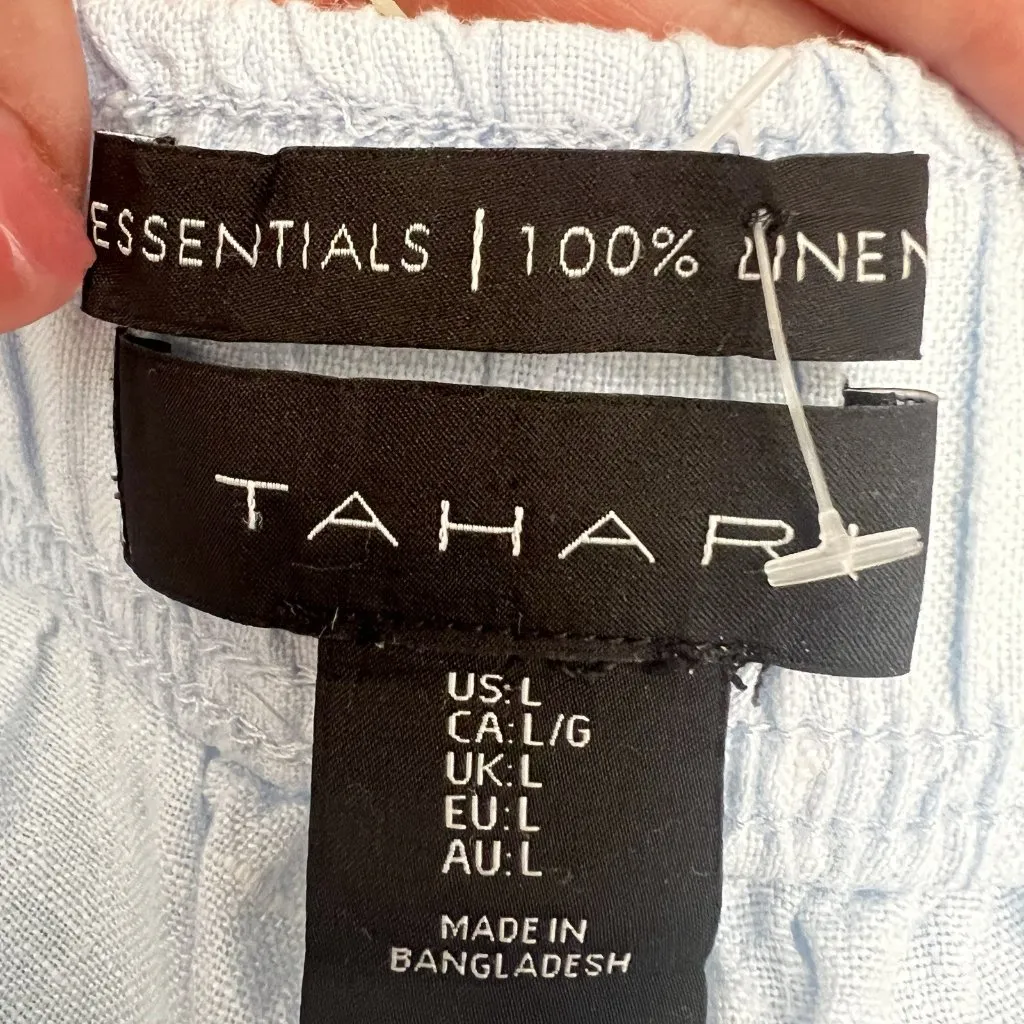 ESSENTIALS | 100% LINEN
TAHARI
US: L
CA: L/G
UK: L
EU: L
AU: L
MADE IN
BANGLADESH